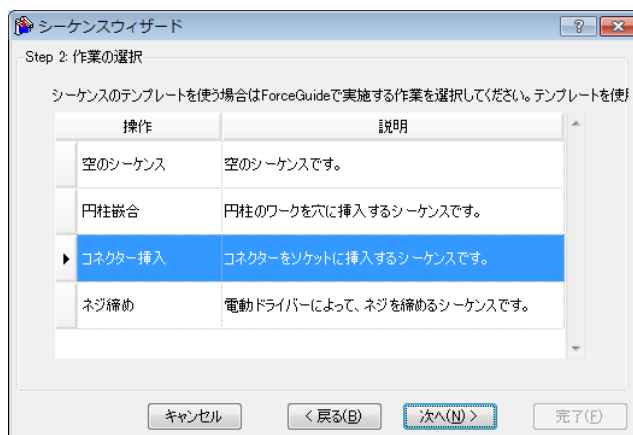 シーケンスウィザード
Step 2: 作業の選択
シーケンスのテンプレートを使う場合はForceGuideで実施する作業を選択してください。テンプレートを使用
操作 説明
空のシーケンス 空のシーケンスです。
円柱嵌合 円柱のワークを穴に挿入するシーケンスです。
コネクター挿入 コネクターをソケットに挿入するシーケンスです。
ネジ締め 電動ドライバーによって、ネジを締めるシーケンスです。
キャンセル < 戻る(B) 次へ(N) > 完了(F)